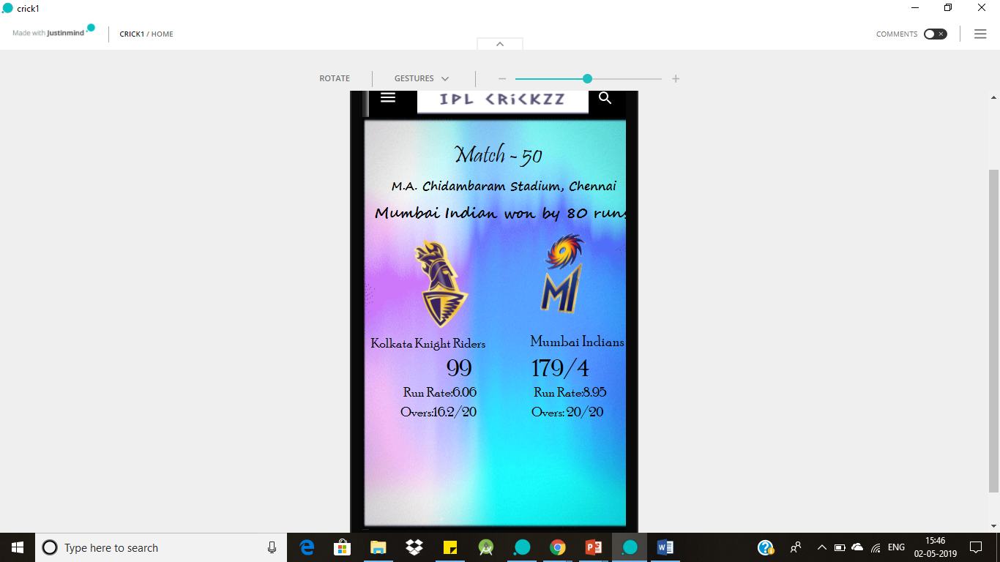 crick1
Made with Justinmind
CRICK1 / HOME
COMMENTS
ROTATE
GESTURES
IPL CRiCKZZ
Match - 50
M.A. Chidambaram Stadium, Chennai
Mumbai Indian won by 80 runs
MI
Kolkata Knight Riders
Mumbai Indians
99
179/4
Run Rate:6.06
Run Rate:8.95
Overs:16.2/20
Overs: 20/20
Type here to search
ENG
15:46
02-05-2019